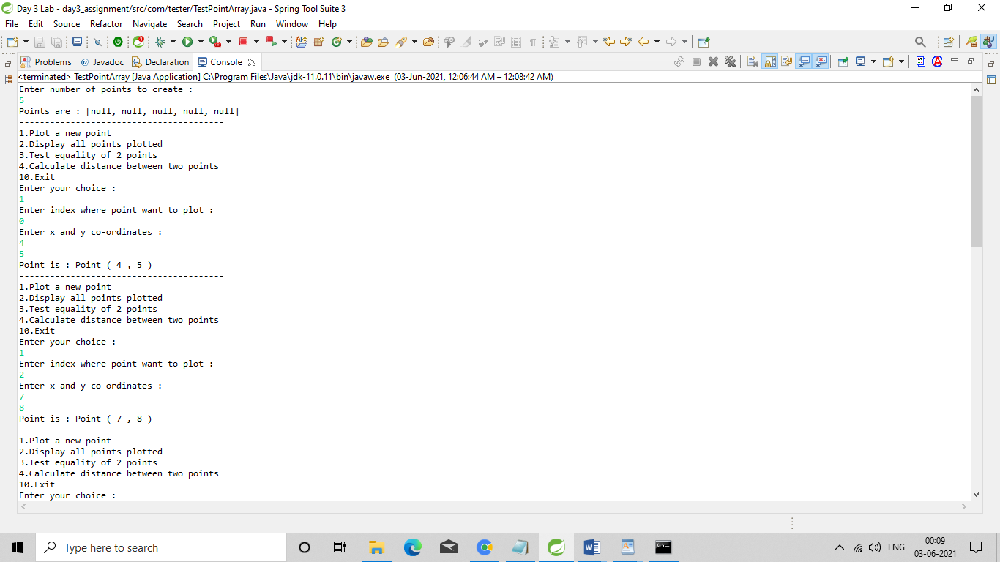 Day 3 Lab - day3_assignment/src/com/tester/TestPointArray.java - Spring Tool Suite 3
File Edit Source Refactor Navigate Search Project Run Window Help
Problems @ Javadoc Declaration Console
<terminated> TestPointArray [Java Application] C:\Program Files\Java\jdk-11.0.11\bin\javaw.exe (03-Jun-2021, 12:06:44 AM – 12:08:42 AM)
Enter number of points to create :
5
Points are : [null, null, null, null, null]
----------------------------------------
1.Plot a new point
2.Display all points plotted
3.Test equality of 2 points
4.Calculate distance between two points
10.Exit
Enter your choice :
1
Enter index where point want to plot :
0
Enter x and y co-ordinates :
4
5
Point is : Point ( 4 , 5 )
----------------------------------------
1.Plot a new point
2.Display all points plotted
3.Test equality of 2 points
4.Calculate distance between two points
10.Exit
Enter your choice :
1
Enter index where point want to plot :
2
Enter x and y co-ordinates :
7
8
Point is : Point ( 7 , 8 )
----------------------------------------
1.Plot a new point
2.Display all points plotted
3.Test equality of 2 points
4.Calculate distance between two points
10.Exit
Enter your choice :
Type here to search
ENG
00:09
03-06-2021